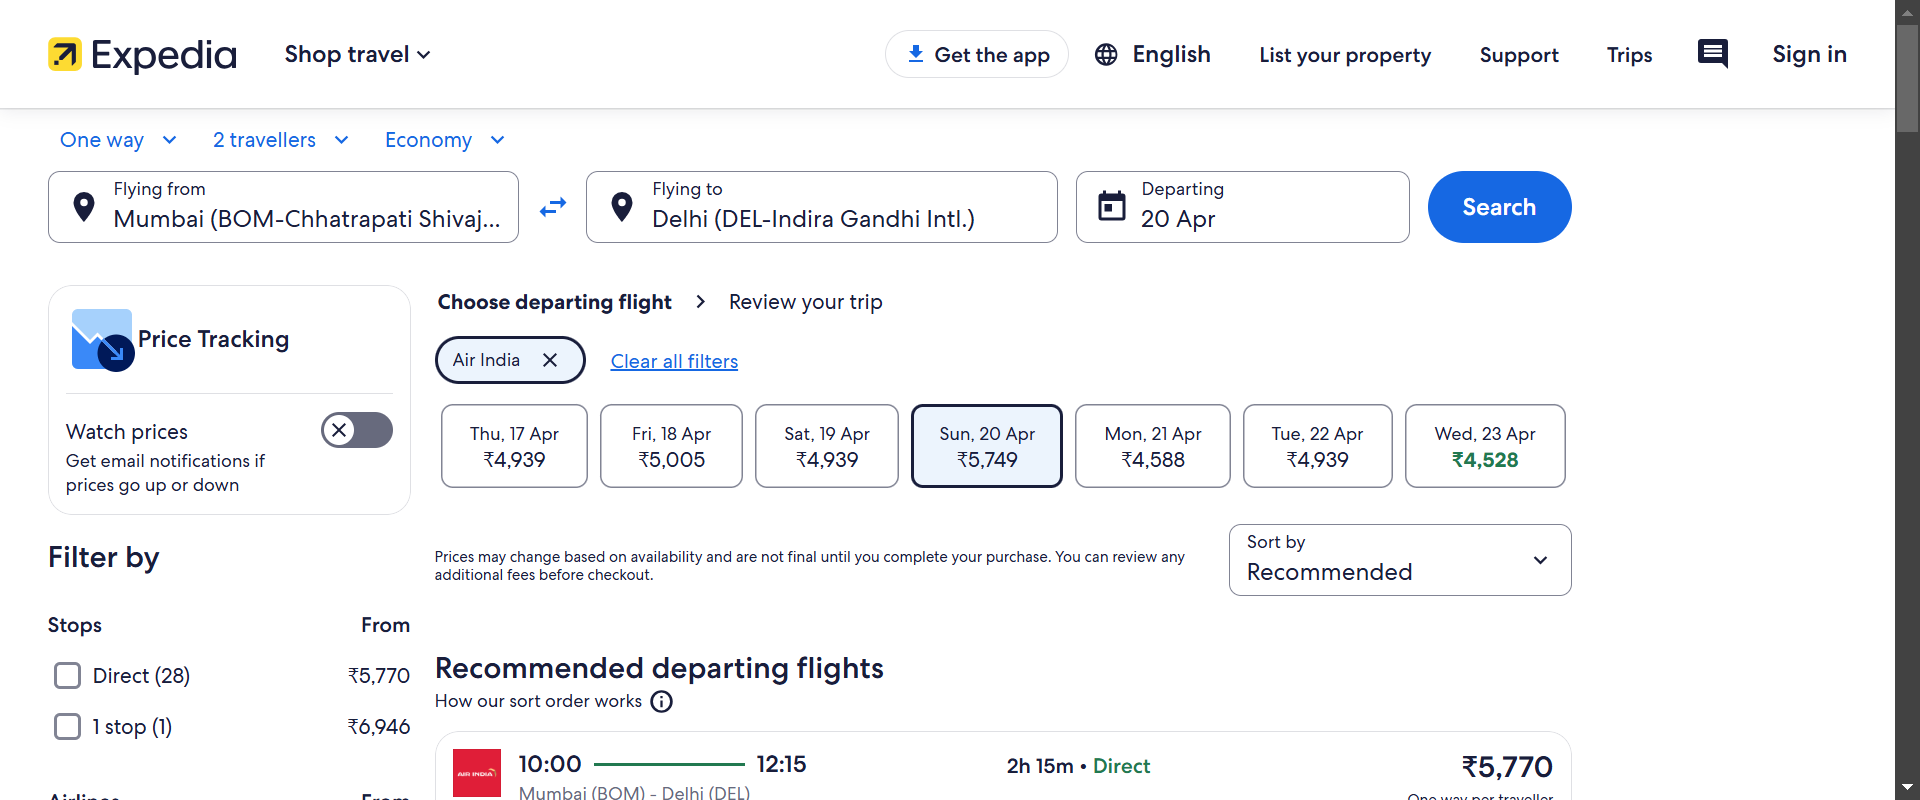 Expedia
Shop travel
Get the app
English
List your property
Support
Trips
Sign in
One way
2 travellers
Economy
Flying from
Mumbai (BOM-Chhatrapati Shivaj...
Flying to
Delhi (DEL-Indira Gandhi Intl.)
Departing
20 Apr
Search
Price Tracking
Watch prices
Get email notifications if
prices go up or down
Choose departing flight
Review your trip
Air India
Clear all filters
Thu, 17 Apr
₹4,939
Fri, 18 Apr
₹5,005
Sat, 19 Apr
₹4,939
Sun, 20 Apr
₹5,749
Mon, 21 Apr
₹4,588
Tue, 22 Apr
₹4,939
Wed, 23 Apr
₹4,528
Prices may change based on availability and are not final until you complete your purchase. You can review any
additional fees before checkout.
Sort by
Recommended
Filter by
Stops From
Direct (28) ₹5,770
1 stop (1) ₹6,946
Airlines From
Recommended departing flights
How our sort order works
AIR INDIA
10:00 12:15
Mumbai (BOM) - Delhi (DEL)
2h 15m • Direct
₹5,770
One way per traveller